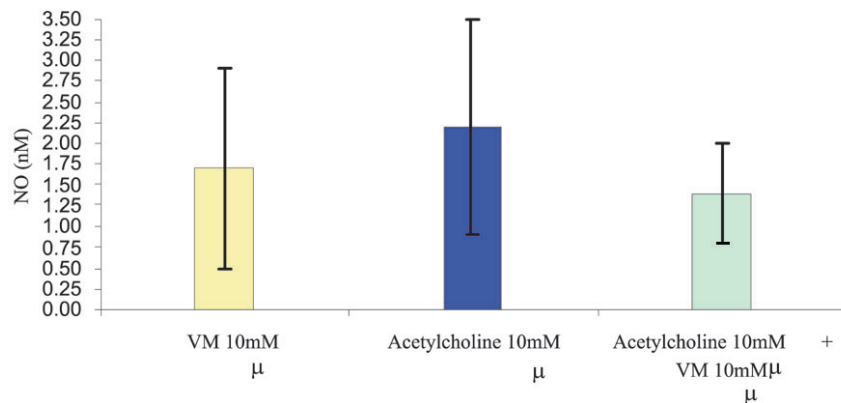 3.50
3.25
3.00
2.75
2.50
2.25
2.00
1.75
1.50
1.25
1.00
0.75
0.50
0.25
0.00
NO (nM)
VM 10mM
μ
Acetylcholine 10mM
μ
Acetylcholine 10mM +
VM 10mM μ
μ